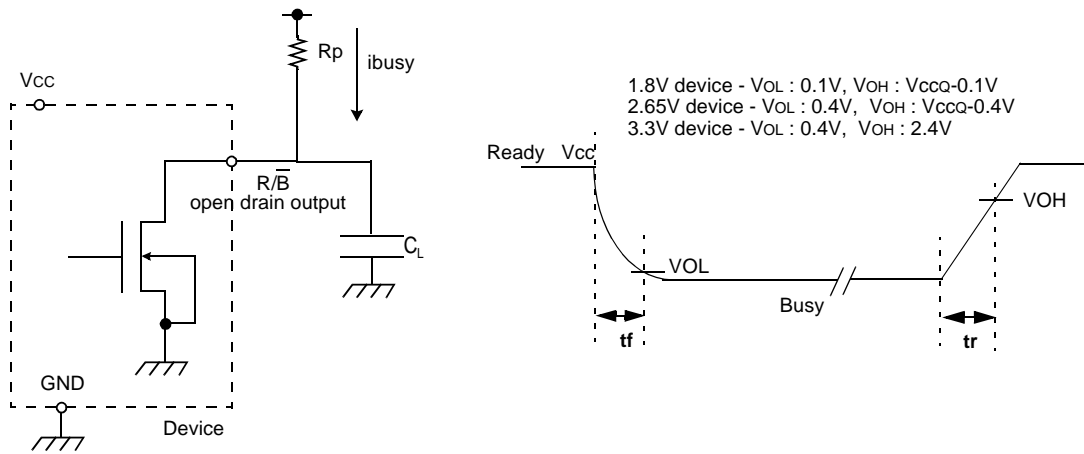 Rp
ibusy
VCC
R/B̅
open drain output
CL
GND
Device
1.8V device - VOL : 0.1V, VOH : VCCQ-0.1V
2.65V device - VOL : 0.4V, VOH : VCCQ-0.4V
3.3V device - VOL : 0.4V, VOH : 2.4V
Ready Vcc
VOH
VOL
Busy
tf
tr